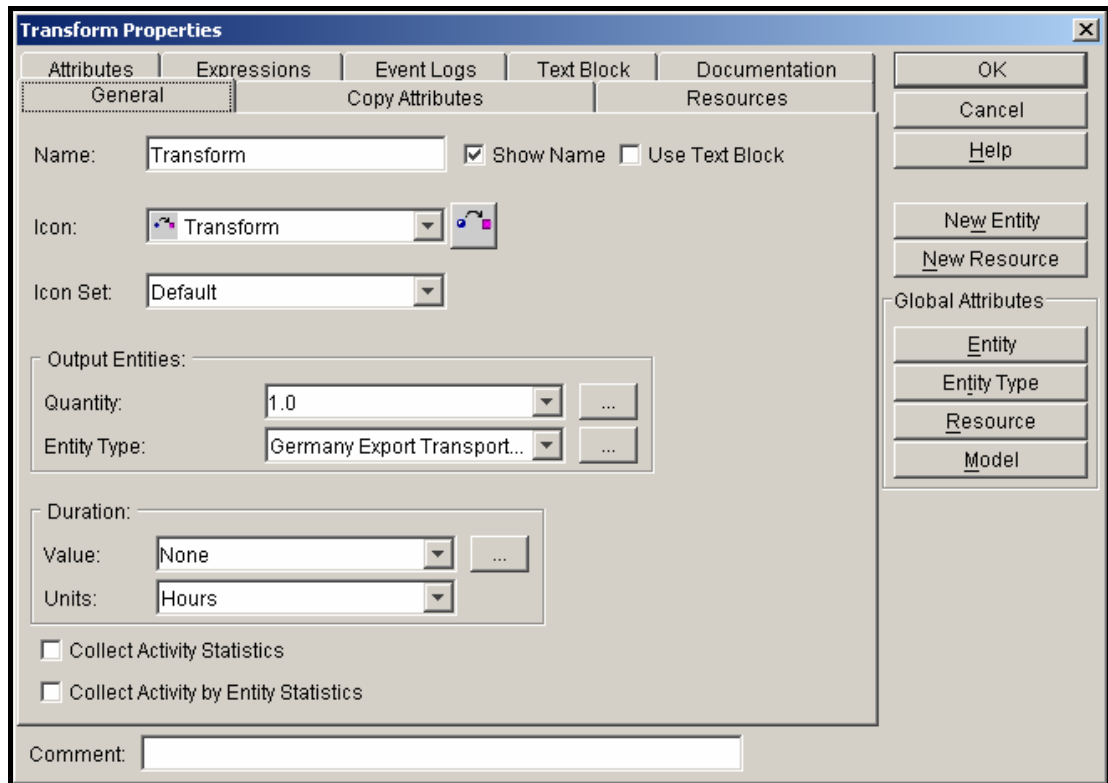 Transform Properties
Attributes Expressions Event Logs Text Block Documentation
General Copy Attributes Resources
Name: Transform Show Name Use Text Block
Icon: Transform
Icon Set: Default
Output Entities:
Quantity: 1.0 ...
Entity Type: Germany Export Transport... ...
Duration:
Value: None ...
Units: Hours
Collect Activity Statistics
Collect Activity by Entity Statistics
Comment:
OK
Cancel
Help
New Entity
New Resource
Global Attributes
Entity
Entity Type
Resource
Model